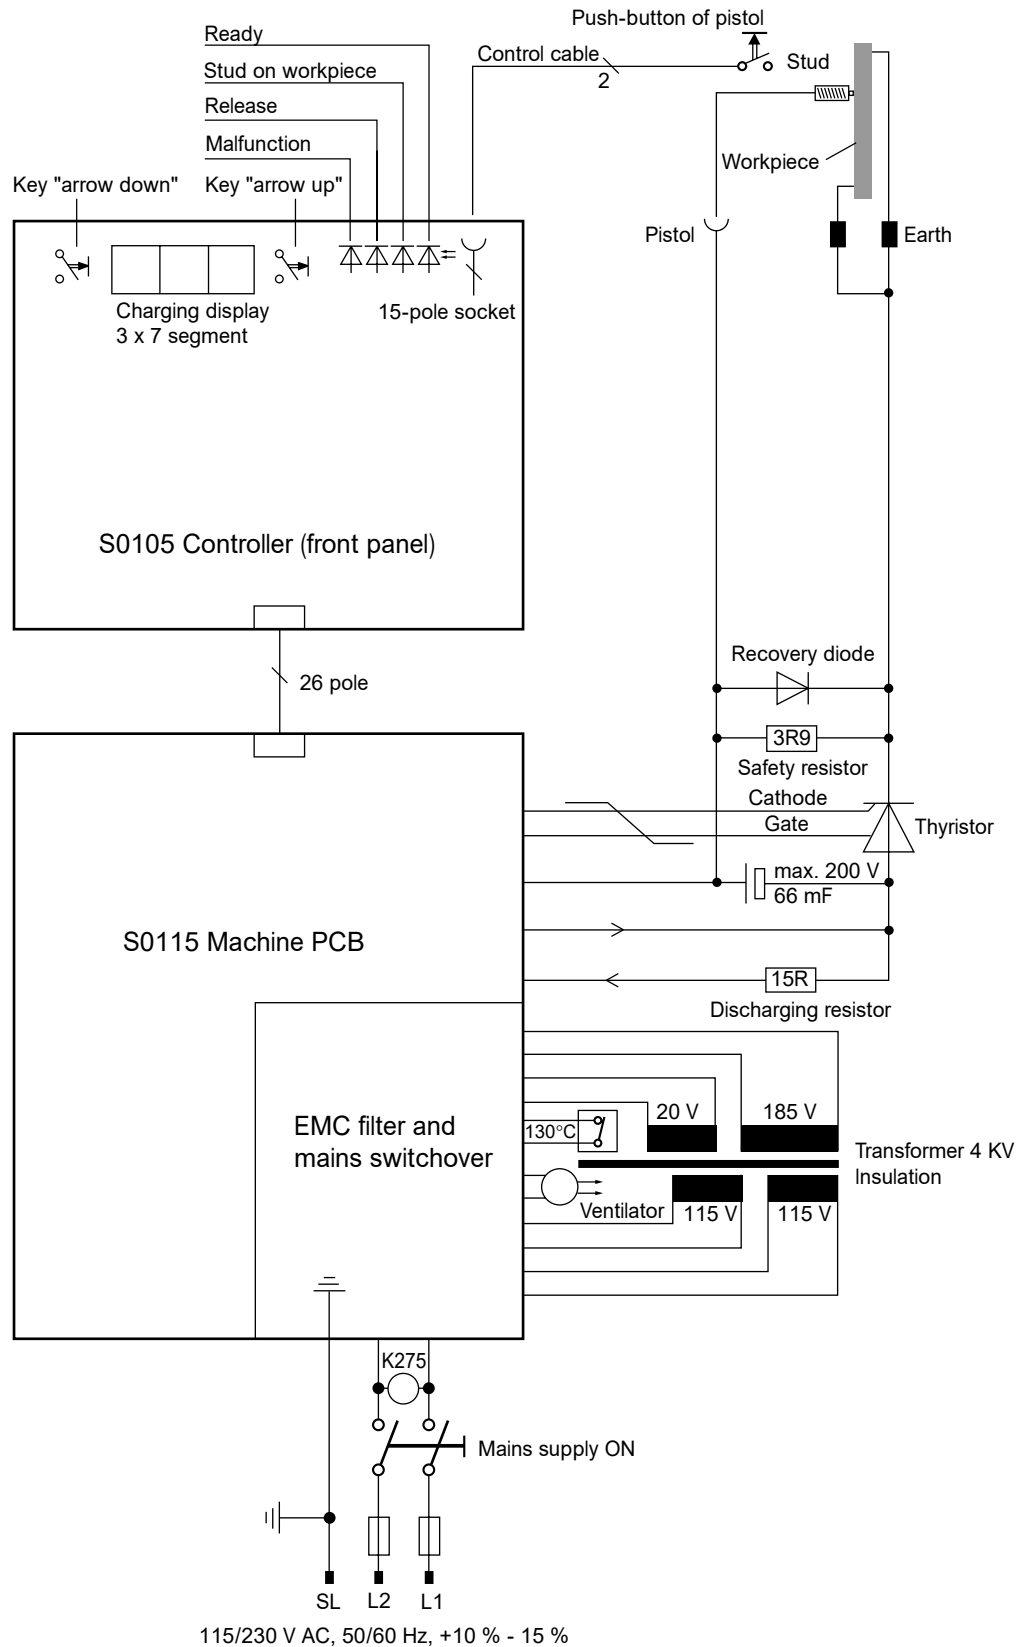 Push-button of pistol
Ready
Control cable
2
Stud
Stud on workpiece
Release
Malfunction
Workpiece
Key "arrow down"
Key "arrow up"
Pistol
Earth
Charging display
3 x 7 segment
15-pole socket
S0105 Controller (front panel)
26 pole
Recovery diode
3R9
Safety resistor
Cathode
Gate
Thyristor
max. 200 V
66 mF
S0115 Machine PCB
15R
Discharging resistor
20 V
185 V
EMC filter and
mains switchover
130°C
Transformer 4 KV
Insulation
Ventilator
115 V
115 V
K275
Mains supply ON
SL
L2
L1
115/230 V AC, 50/60 Hz, +10 % - 15 %